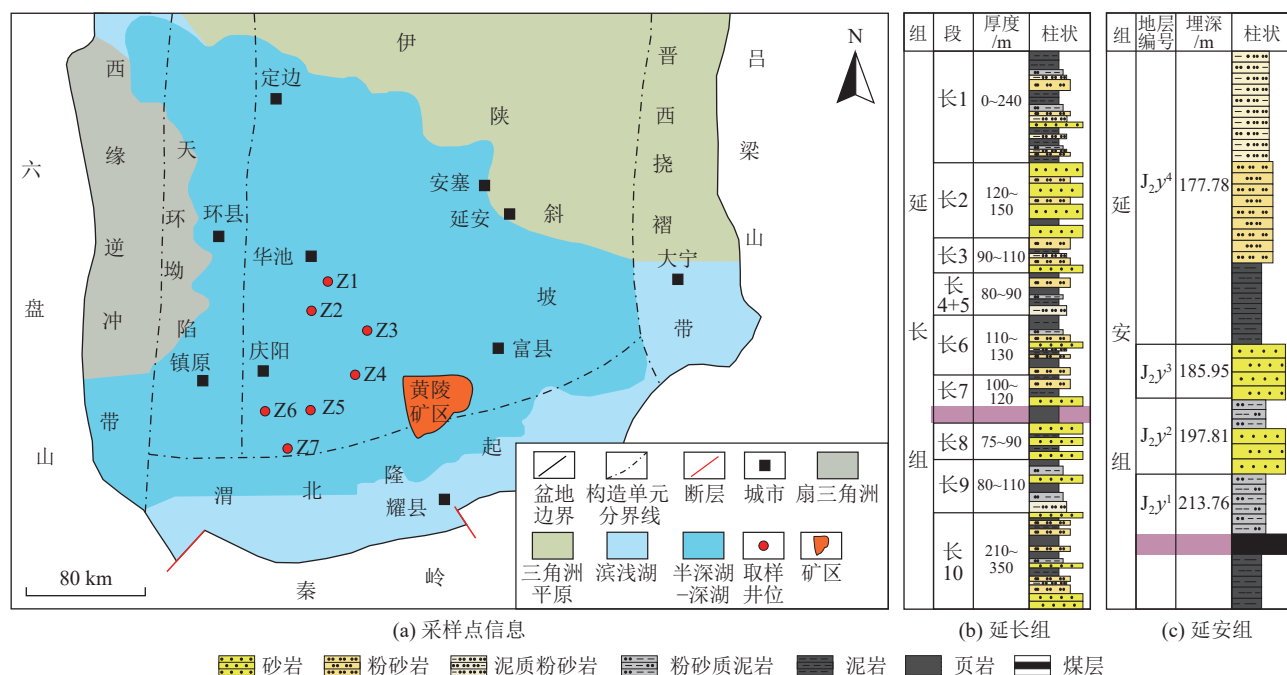 西缘逆冲带
天环坳陷
伊陕斜坡
晋西挠褶带
吕梁山
六盘山
渭北隆起
秦岭
N
定边
安塞
延安
环县
华池
大宁
Z1
Z2
Z3
富县
镇原
庆阳
Z4
黄陵
矿区
Z6
Z5
Z7
耀县
80 km
盆地
边界
构造单元
分界线
断层
城市
扇三角洲
三角洲
平原
滨浅湖
半深湖
–深湖
取样
井位
矿区
(a) 采样点信息
组 段 厚度/m 柱状
延长组
长1 0~240
长2 120~150
长3 90~110
长4+5 80~90
长6 110~130
长7 100~120
长8 75~90
长9 80~110
长10 210~350
(b) 延长组
组 地层编号 埋深/m 柱状
延安组
J₂y⁴ 177.78
J₂y³ 185.95
J₂y² 197.81
J₂y¹ 213.76
(c) 延安组
砂岩 粉砂岩 泥质粉砂岩 粉砂质泥岩 泥岩 页岩 煤层